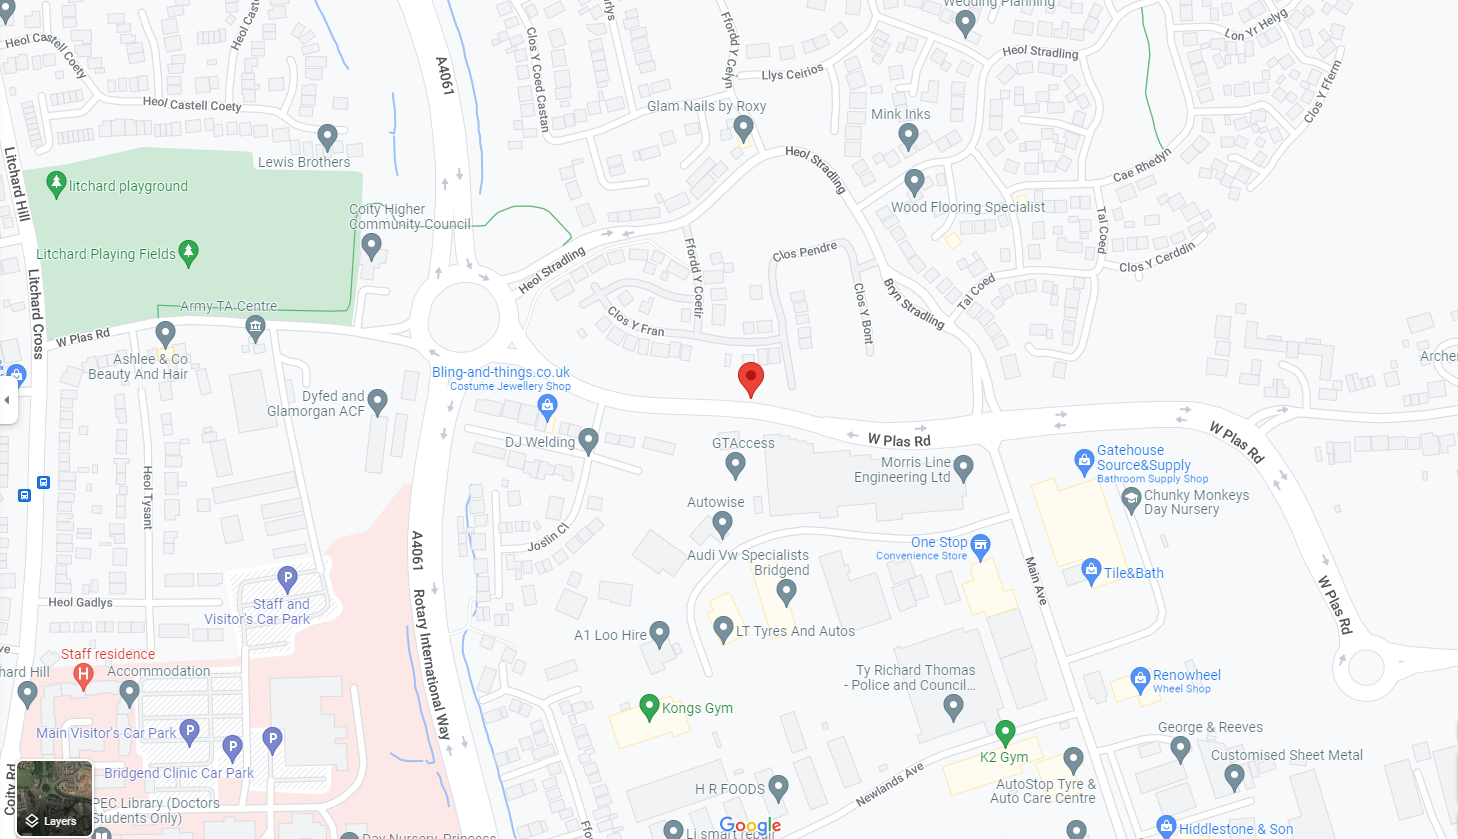 Wedding Planning
Heol Castell Coety
Heol Castell Coety
Clos Y Coed Castan
Ffordd Y Celyn
Heol Stradling
Lon Yr Helyg
A4061
Llys Ceirios
Clos Y Fferm
Heol Castell Coety
Glam Nails by Roxy
Mink Inks
Lewis Brothers
Litchard Hill
Heol Stradling
Cae Rhedyn
litchard playground
Coity Higher
Community Council
Wood Flooring Specialist
Tal Coed
Litchard Playing Fields
Heol Stradling
Ffordd Y Coetir
Clos Pendre
Clos Y Cerddin
Litchard Cross
Army TA Centre
Clos Y Fran
Clos Y Bont
Bryn Stradling
Tal Coed
W Plas Rd
Ashlee & Co
Beauty And Hair
Bling-and-things.co.uk
Costume Jewellery Shop
Archer
Dyfed and
Glamorgan ACF
DJ Welding
GTAccess
W Plas Rd
W Plas Rd
Morris Line
Engineering Ltd
Gatehouse
Source&Supply
Bathroom Supply Shop
Chunky Monkeys
Day Nursery
Heol Tysant
Autowise
Joslin Cl
A4061
Audi Vw Specialists
Bridgend
One Stop
Convenience Store
Main Ave
Tile&Bath
W Plas Rd
Heol Gadlys
Staff and
Visitor's Car Park
Rotary International Way
A1 Loo Hire
LT Tyres And Autos
Staff residence
Accommodation
chard Hill
Ty Richard Thomas
- Police and Council...
Renowheel
Wheel Shop
Kongs Gym
Main Visitor's Car Park
George & Reeves
K2 Gym
Customised Sheet Metal
Bridgend Clinic Car Park
Newlands Ave
H R FOODS
AutoStop Tyre &
Auto Care Centre
Coity Rd
PEC Library (Doctors
Students Only)
Layers
Day Nursery, Princess
Li smart repair
Google
Hiddlestone & Son